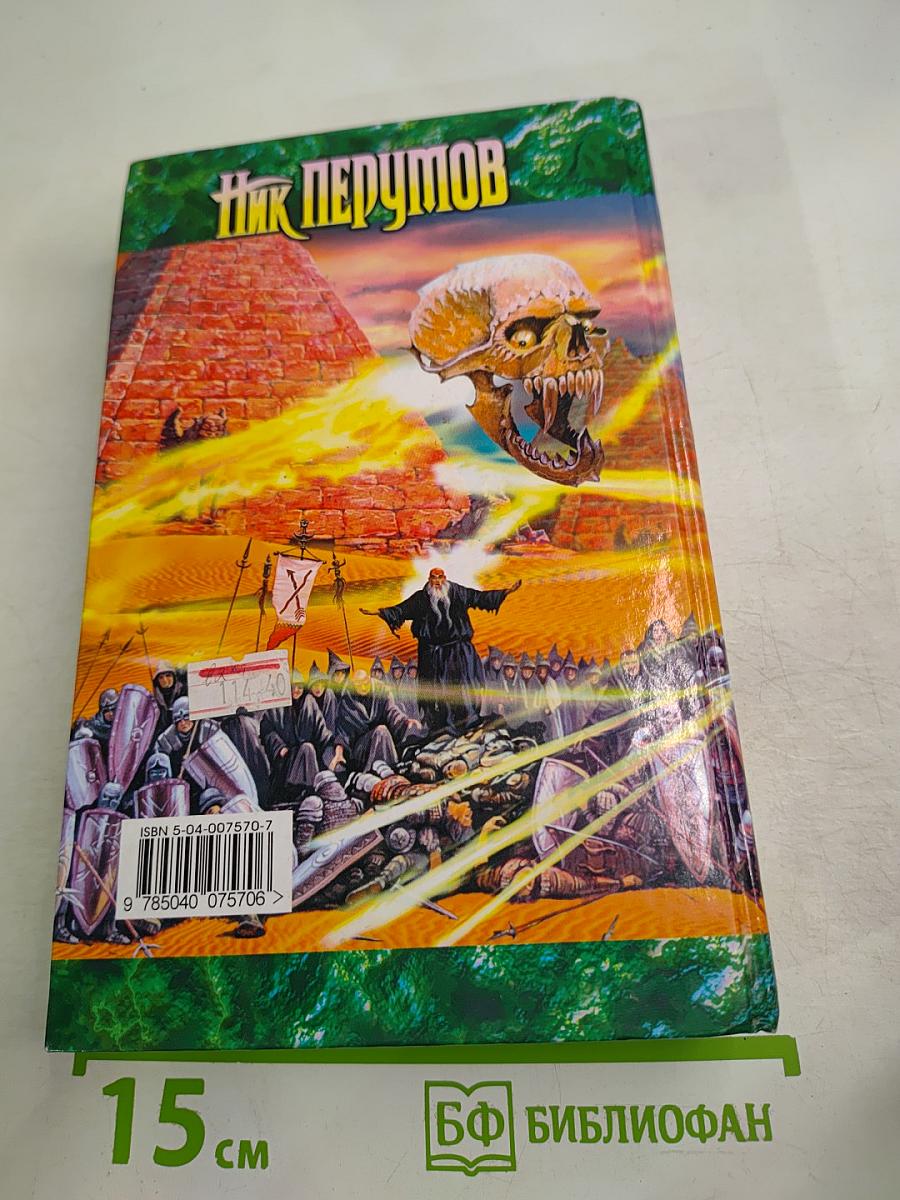 Ник ПЕРУМОВ
114-40
ISBN 5-04-007570-7
9 785040 075706 >
15 см
БФ БИБЛИОФАН